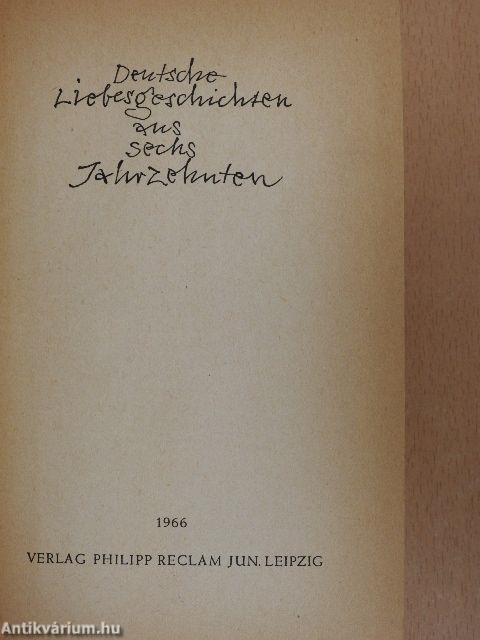 Deutsche
Liebesgeschichten
aus
sechs
Jahrzehnten
1966
VERLAG PHILIPP RECLAM JUN. LEIPZIG
Antikvárium.hu